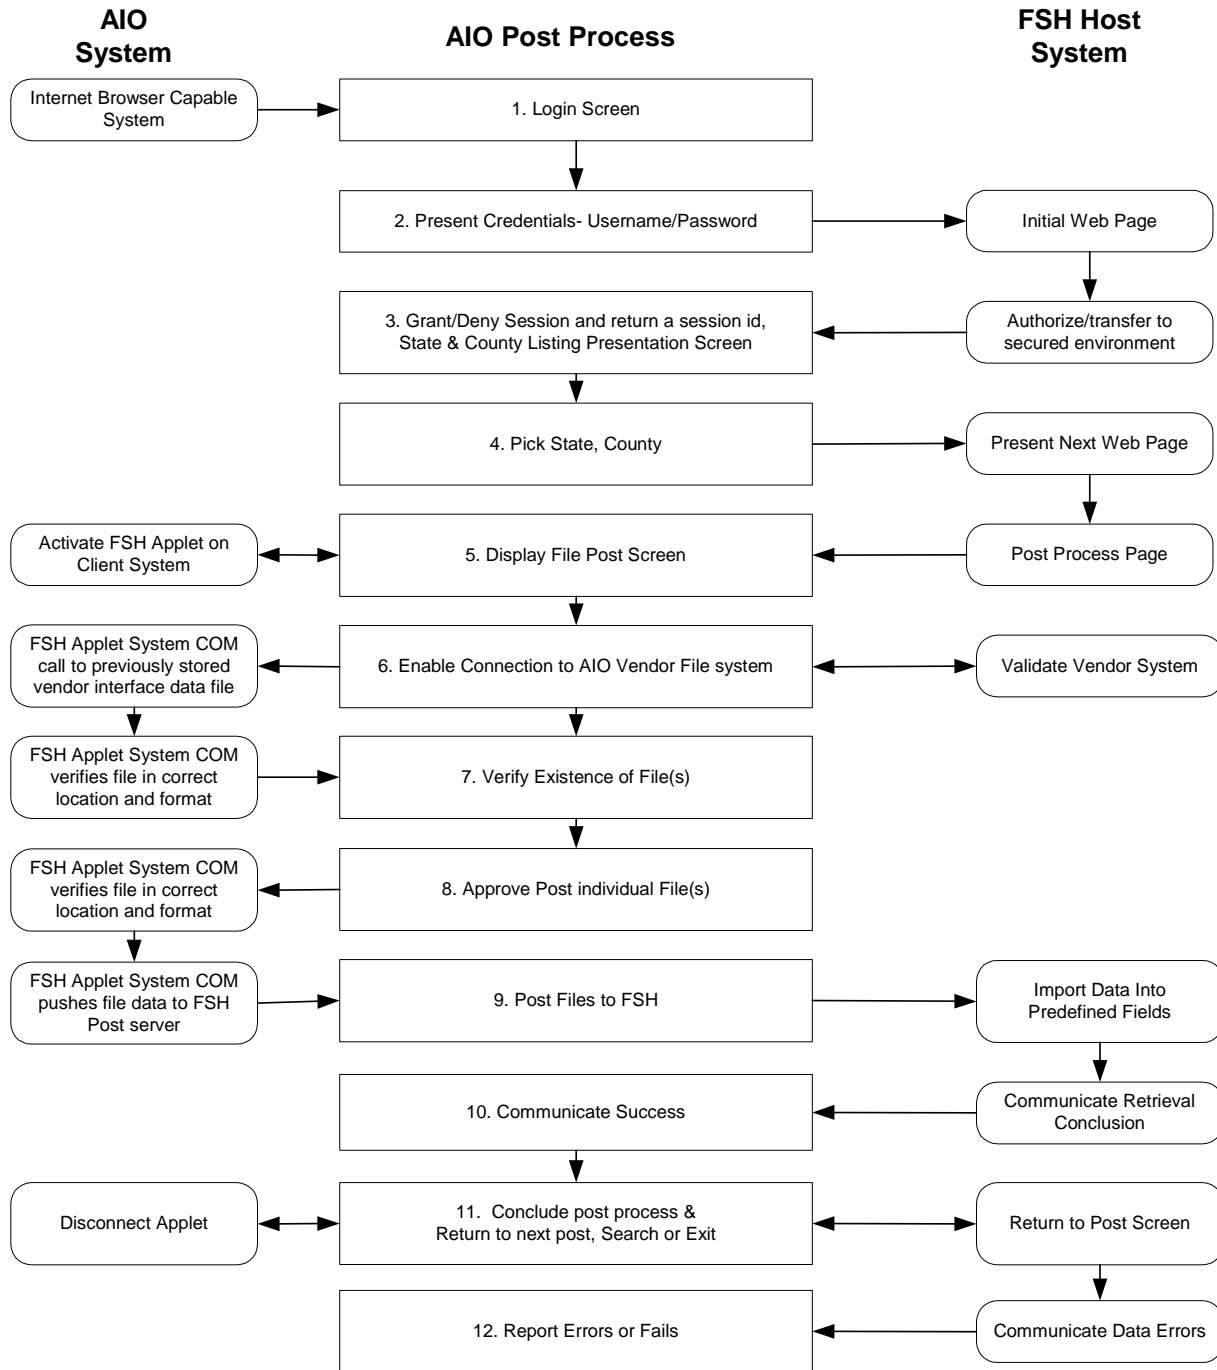 AIO
System
AIO Post Process
FSH Host
System
Internet Browser Capable
System
1. Login Screen
2. Present Credentials- Username/Password
Initial Web Page
3. Grant/Deny Session and return a session id,
State & County Listing Presentation Screen
Authorize/transfer to
secured environment
4. Pick State, County
Present Next Web Page
Activate FSH Applet on
Client System
5. Display File Post Screen
Post Process Page
FSH Applet System COM
call to previously stored
vendor interface data file
6. Enable Connection to AIO Vendor File system
Validate Vendor System
FSH Applet System COM
verifies file in correct
location and format
7. Verify Existence of File(s)
FSH Applet System COM
verifies file in correct
location and format
8. Approve Post individual File(s)
FSH Applet System COM
pushes file data to FSH
Post server
9. Post Files to FSH
Import Data Into
Predefined Fields
10. Communicate Success
Communicate Retrieval
Conclusion
Disconnect Applet
11. Conclude post process &
Return to next post, Search or Exit
Return to Post Screen
12. Report Errors or Fails
Communicate Data Errors